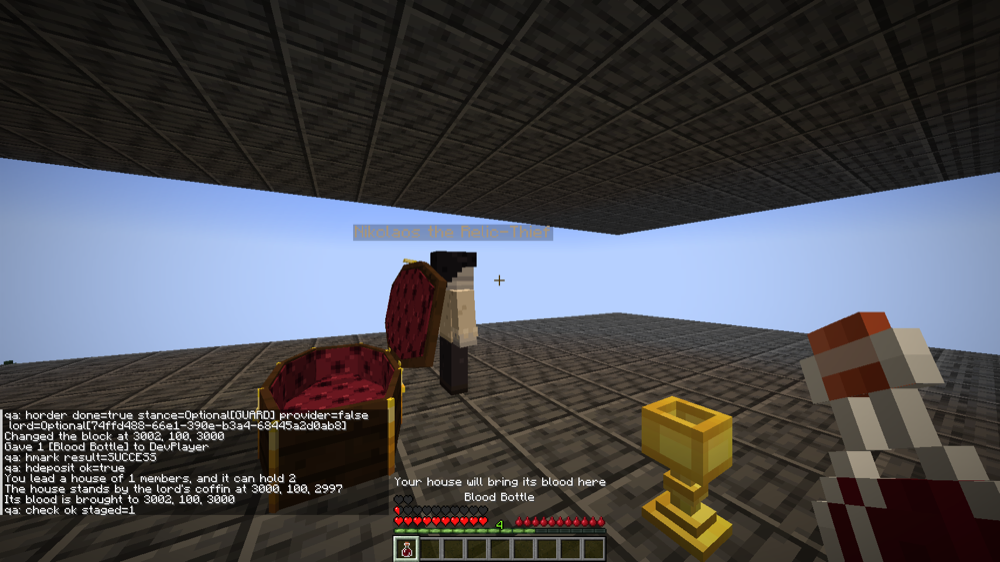 Nikolaos the Relic-Thief
qa: horder done=true stance=Optional[GUARD] provider=false
lord=Optional[74ffd488-66e1-390e-b3a4-68445a2d0ab8]
Changed the block at 3002, 100, 3000
Gave 1 [Blood Bottle] to DevPlayer
qa: hmark result=SUCCESS
qa: hdeposit ok=true
You lead a house of 1 members, and it can hold 2
The house stands by the lord's coffin at 3000, 100, 2997
Its blood is brought to 3002, 100, 3000
qa: check ok staged=1
Your house will bring its blood here
Blood Bottle
4